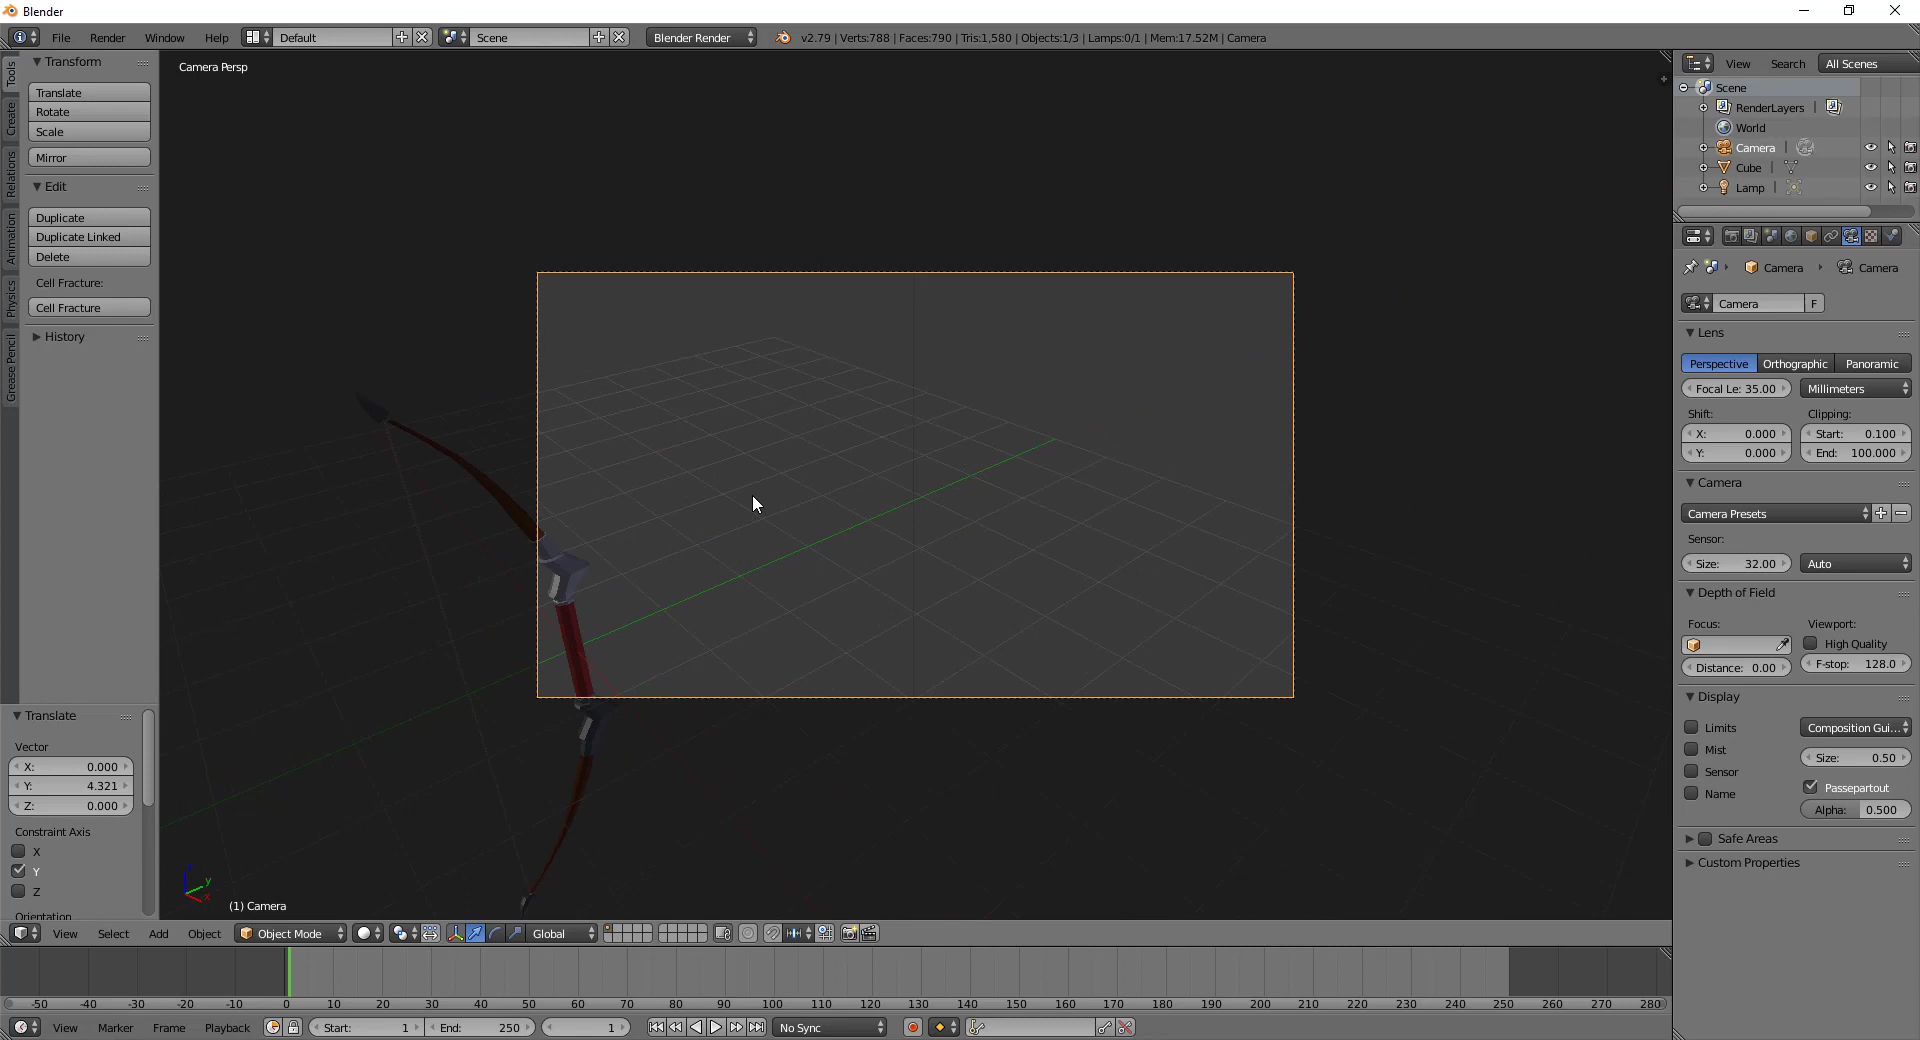 Blender
File Render Window Help Default Scene Blender Render v2.79 | Verts:788 | Faces:790 | Tris:1,580 | Objects:1/3 | Lamps:0/1 | Mem:17.52M | Camera
Tools
Create
Relations
Animation
Physics
Grease Pencil
Transform
Translate
Rotate
Scale
Mirror
Edit
Duplicate
Duplicate Linked
Delete
Cell Fracture:
Cell Fracture
History
Translate
Vector
X: 0.000
Y: 4.321
Z: 0.000
Constraint Axis
X
Y
Z
Orientation
Camera Persp
y
x
(1) Camera
View Select Add Object Object Mode Global
View Search All Scenes
Scene
RenderLayers
World
Camera
Cube
Lamp
Camera Camera
Camera F
Lens
Perspective Orthographic Panoramic
Focal Le: 35.00 Millimeters
Shift: Clipping:
X: 0.000 Start: 0.100
Y: 0.000 End: 100.000
Camera
Camera Presets
Sensor:
Size: 32.00 Auto
Depth of Field
Focus: Viewport:
High Quality
Distance: 0.00 F-stop: 128.0
Display
Limits Composition Gui...
Mist Size: 0.50
Sensor Passepartout
Name Alpha: 0.500
Safe Areas
Custom Properties
-50 -40 -30 -20 -10 0 10 20 30 40 50 60 70 80 90 100 110 120 130 140 150 160 170 180 190 200 210 220 230 240 250 260 270 280
View Marker Frame Playback Start: 1 End: 250 1 No Sync